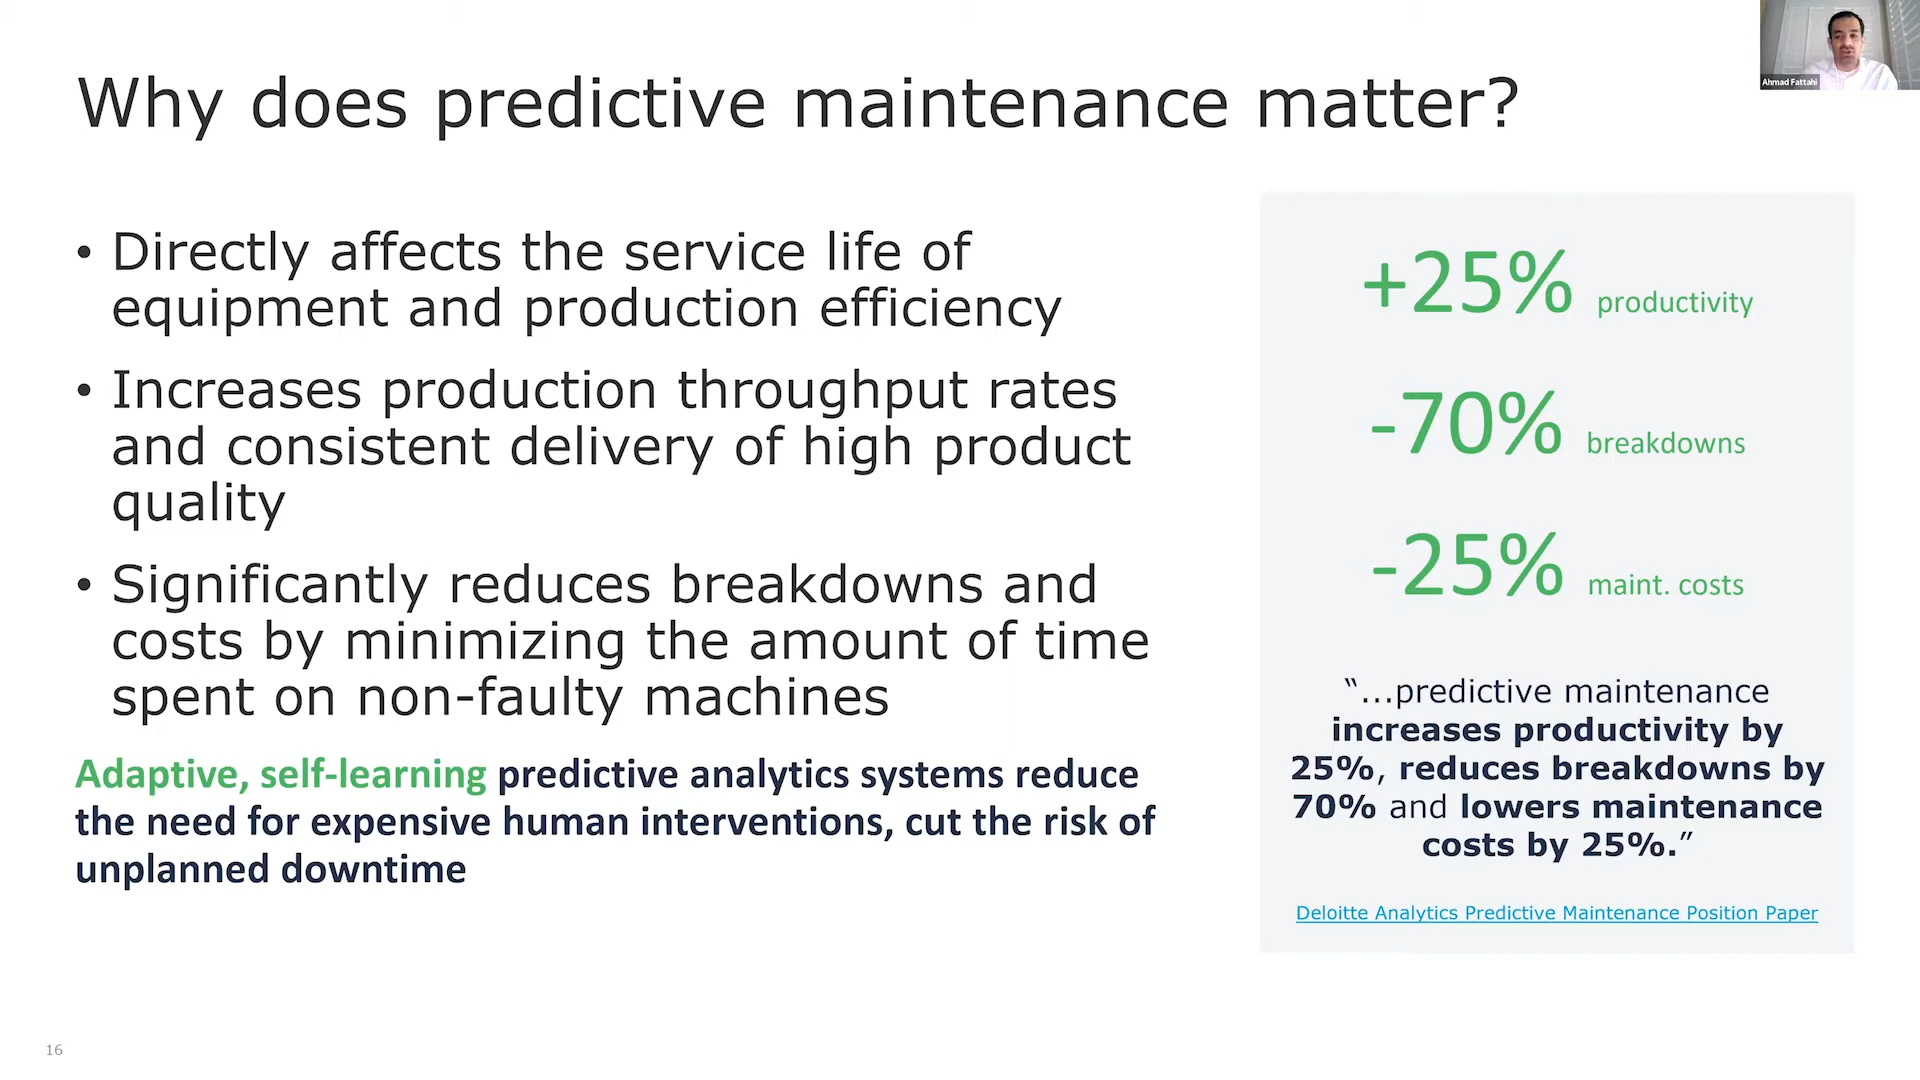 Why does predictive maintenance matter?
Ahmad Fattahi
• Directly affects the service life of
equipment and production efficiency
• Increases production throughput rates
and consistent delivery of high product
quality
• Significantly reduces breakdowns and
costs by minimizing the amount of time
spent on non-faulty machines
Adaptive, self-learning predictive analytics systems reduce
the need for expensive human interventions, cut the risk of
unplanned downtime
+25% productivity
-70% breakdowns
-25% maint. costs
“...predictive maintenance
increases productivity by
25%, reduces breakdowns by
70% and lowers maintenance
costs by 25%.”
Deloitte Analytics Predictive Maintenance Position Paper
16